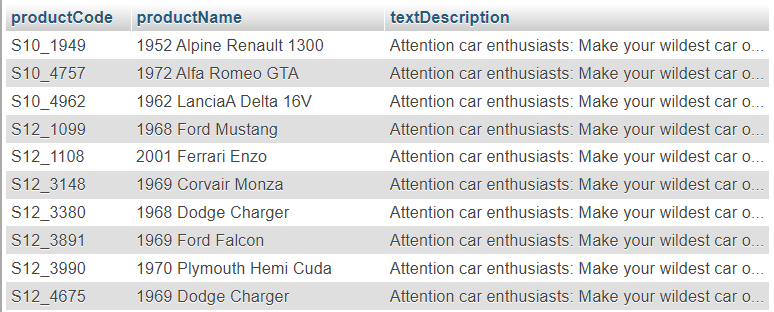 productCode productName textDescription
S10_1949 1952 Alpine Renault 1300 Attention car enthusiasts: Make your wildest car o...
S10_4757 1972 Alfa Romeo GTA Attention car enthusiasts: Make your wildest car o...
S10_4962 1962 LanciaA Delta 16V Attention car enthusiasts: Make your wildest car o...
S12_1099 1968 Ford Mustang Attention car enthusiasts: Make your wildest car o...
S12_1108 2001 Ferrari Enzo Attention car enthusiasts: Make your wildest car o...
S12_3148 1969 Corvair Monza Attention car enthusiasts: Make your wildest car o...
S12_3380 1968 Dodge Charger Attention car enthusiasts: Make your wildest car o...
S12_3891 1969 Ford Falcon Attention car enthusiasts: Make your wildest car o...
S12_3990 1970 Plymouth Hemi Cuda Attention car enthusiasts: Make your wildest car o...
S12_4675 1969 Dodge Charger Attention car enthusiasts: Make your wildest car o...